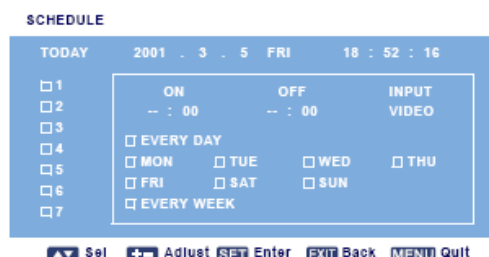 SCHEDULE
TODAY 2001 . 3 . 5 FRI 18 : 52 : 16
1
2
3
4
5
6
7
ON OFF INPUT
-- : 00 -- : 00 VIDEO
EVERY DAY
MON TUE WED THU
FRI SAT SUN
EVERY WEEK
Sel Adjust SET Enter EXIT Back MENU Quit